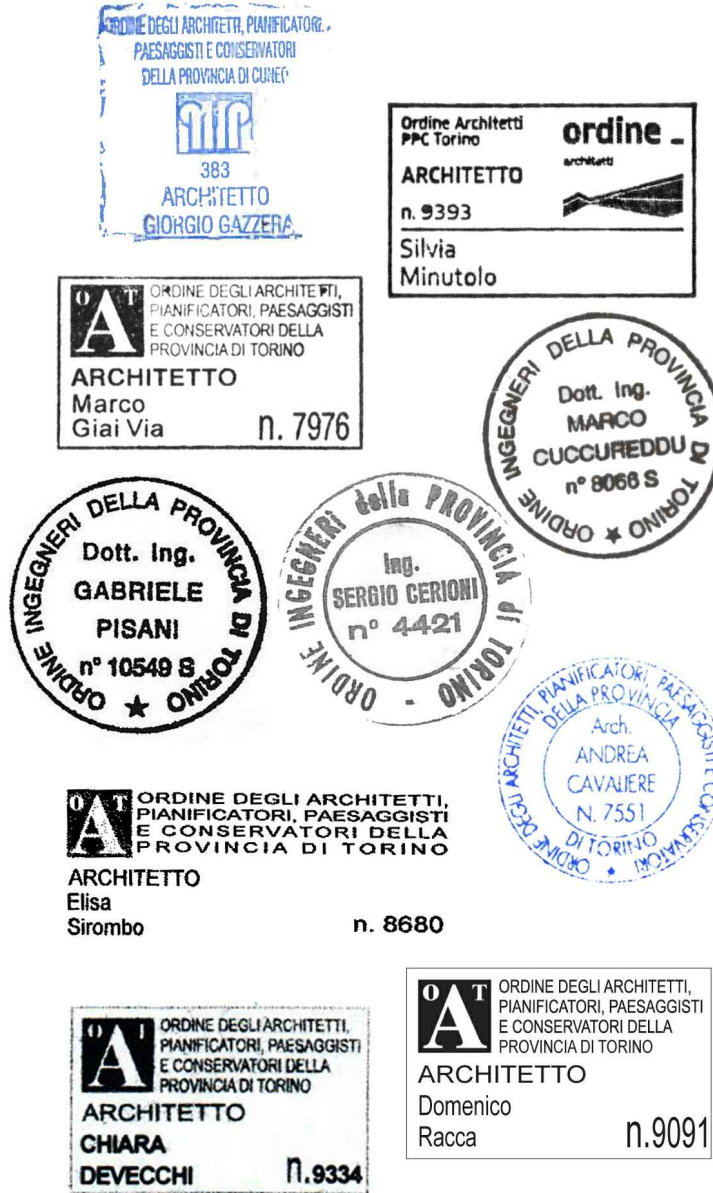 ORDINE DEGLI ARCHITETTI, PIANIFICATORI,
PAESAGGISTI E CONSERVATORI
DELLA PROVINCIA DI CUNEO
383
ARCHITETTO
GIORGIO GAZZERA
Ordine Architetti
PPC Torino
ordine
architetti
ARCHITETTO
n. 9393
Silvia
Minutolo
O A T
ORDINE DEGLI ARCHITETTI,
PIANIFICATORI, PAESAGGISTI
E CONSERVATORI DELLA
PROVINCIA DI TORINO
ARCHITETTO
Marco
Giai Via n. 7976
ORDINE INGEGNERI DELLA PROVINCIA DI TORINO
Dott. Ing.
MARCO
CUCCUREDDU
n° 8066 S
ORDINE INGEGNERI DELLA PROVINCIA DI TORINO
Dott. Ing.
GABRIELE
PISANI
n° 10549 S
ORDINE INGEGNERI della PROVINCIA di TORINO -
Ing.
SERGIO CERIONI
n° 4421
ORDINE DEGLI ARCHITETTI, PIANIFICATORI, PAESAGGISTI E CONSERVATORI
DELLA PROVINCIA
Arch.
ANDREA
CAVALIERE
N. 7551
DI TORINO
O A T
ORDINE DEGLI ARCHITETTI,
PIANIFICATORI, PAESAGGISTI
E CONSERVATORI DELLA
PROVINCIA DI TORINO
ARCHITETTO
Elisa
Sirombo n. 8680
O A T
ORDINE DEGLI ARCHITETTI,
PIANIFICATORI, PAESAGGISTI
E CONSERVATORI DELLA
PROVINCIA DI TORINO
ARCHITETTO
CHIARA
DEVECCHI n.9334
O A T
ORDINE DEGLI ARCHITETTI,
PIANIFICATORI, PAESAGGISTI
E CONSERVATORI DELLA
PROVINCIA DI TORINO
ARCHITETTO
Domenico
Racca n.9091